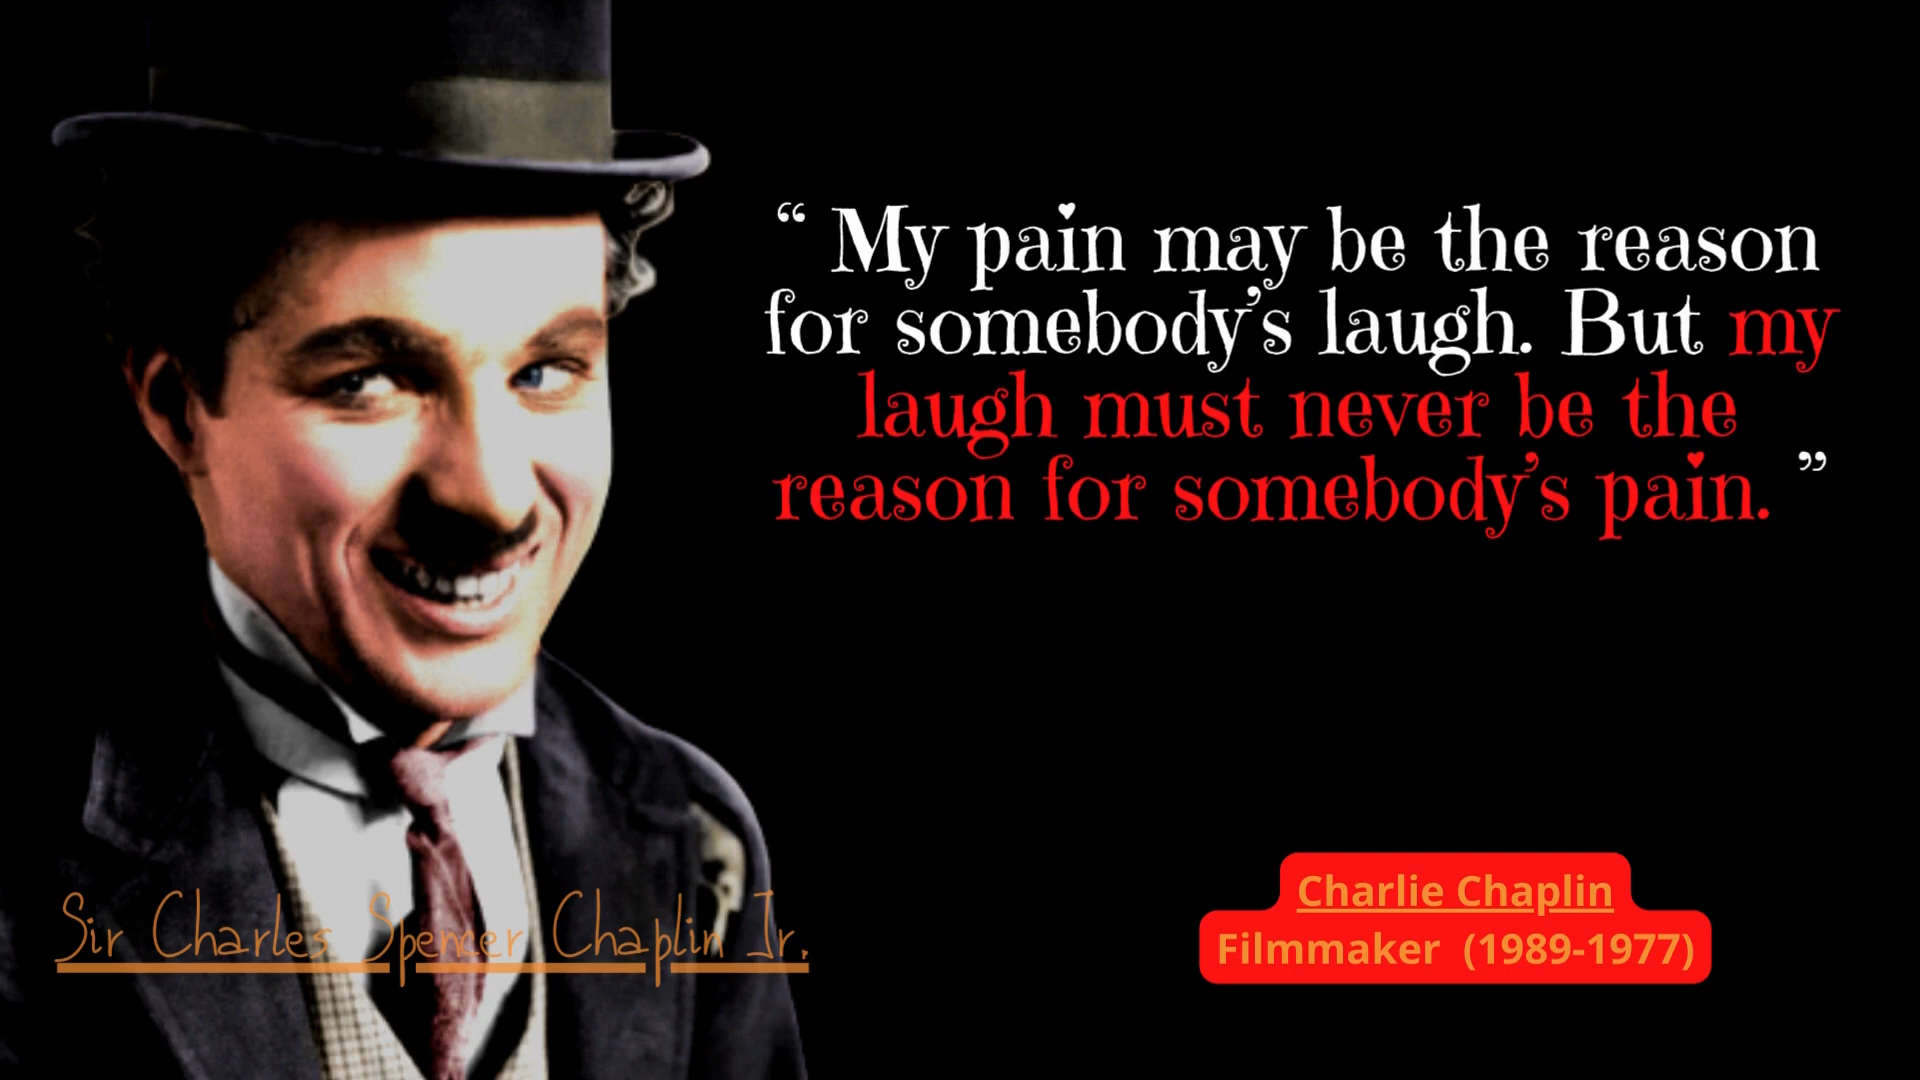 “ My pain may be the reason
for somebody’s laugh. But my
laugh must never be the
reason for somebody’s pain. ”
Sir Charles Spencer Chaplin Jr.
Charlie Chaplin
Filmmaker (1989-1977)